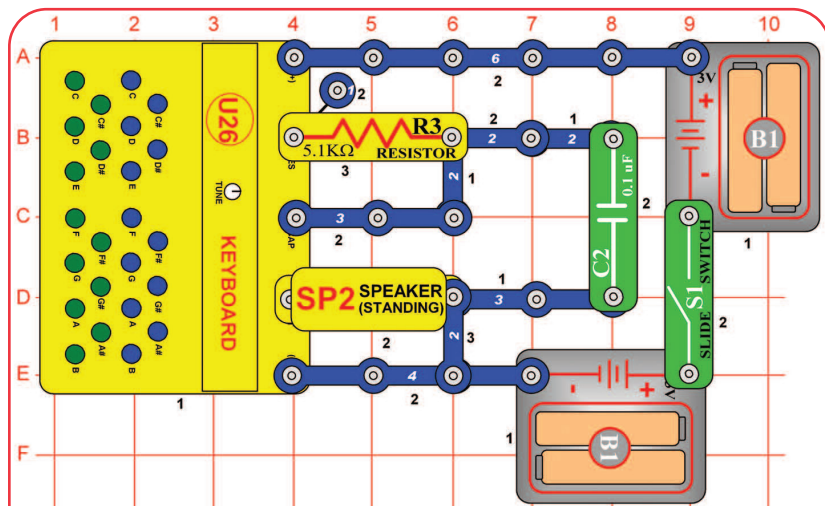 1 2 3 4 5 6 7 8 9 10
A
B
C
D
E
F
U26
TUNE
KEYBOARD
C
C#
D
D#
E
F
F#
G
G#
A
A#
B
C
C#
D
D#
E
F
F#
G
G#
A
A#
B
1
6
2
1
2
R3
5.1KΩ
RESISTOR
3
2
2
1
2
2
1
3
2
AP
SP2 SPEAKER
(STANDING)
2
1
3
2
3
4
2
C2
0.1 uF
2
3V
+
-
B1
1
S1
SLIDE SWITCH
2
-
+
B1
1